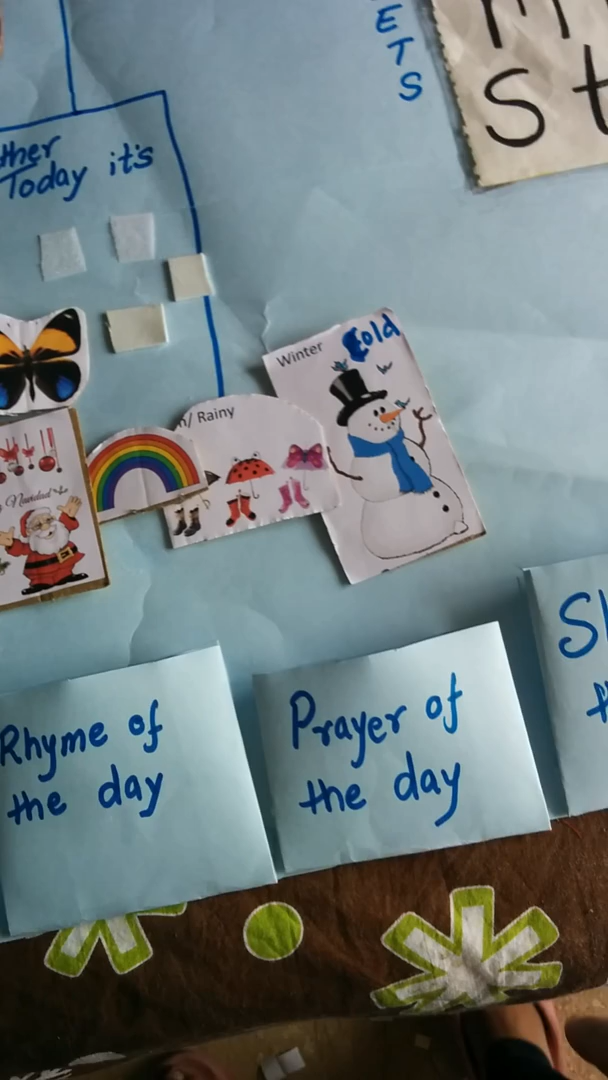 ETS
St
ther
Today it's
Winter Cold
n/ Rainy
Navidad
Rhyme of
the day
Prayer of
the day